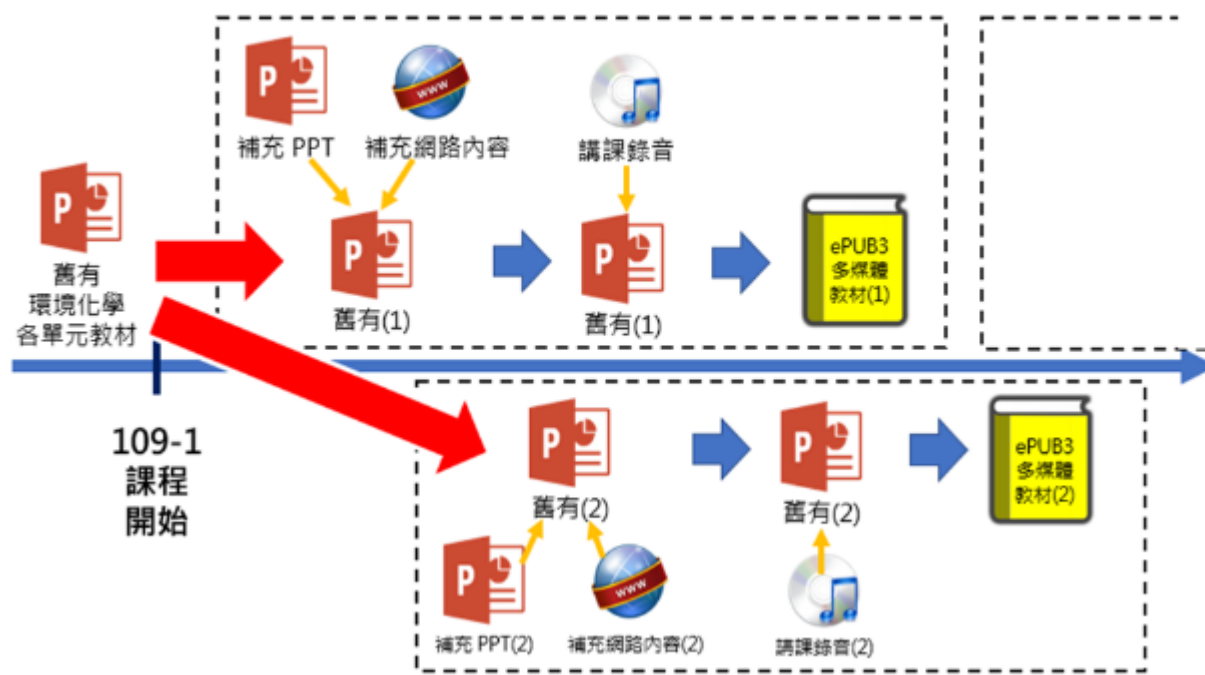 P
補充 PPT
WWW
補充網路內容
講課錄音
P
舊有
環境化學
各單元教材
P
舊有(1)
P
舊有(1)
ePUB3
多媒體
教材(1)
109-1
課程
開始
P
舊有(2)
P
舊有(2)
ePUB3
多媒體
教材(2)
P
補充 PPT(2)
WWW
補充網路內容(2)
講課錄音(2)